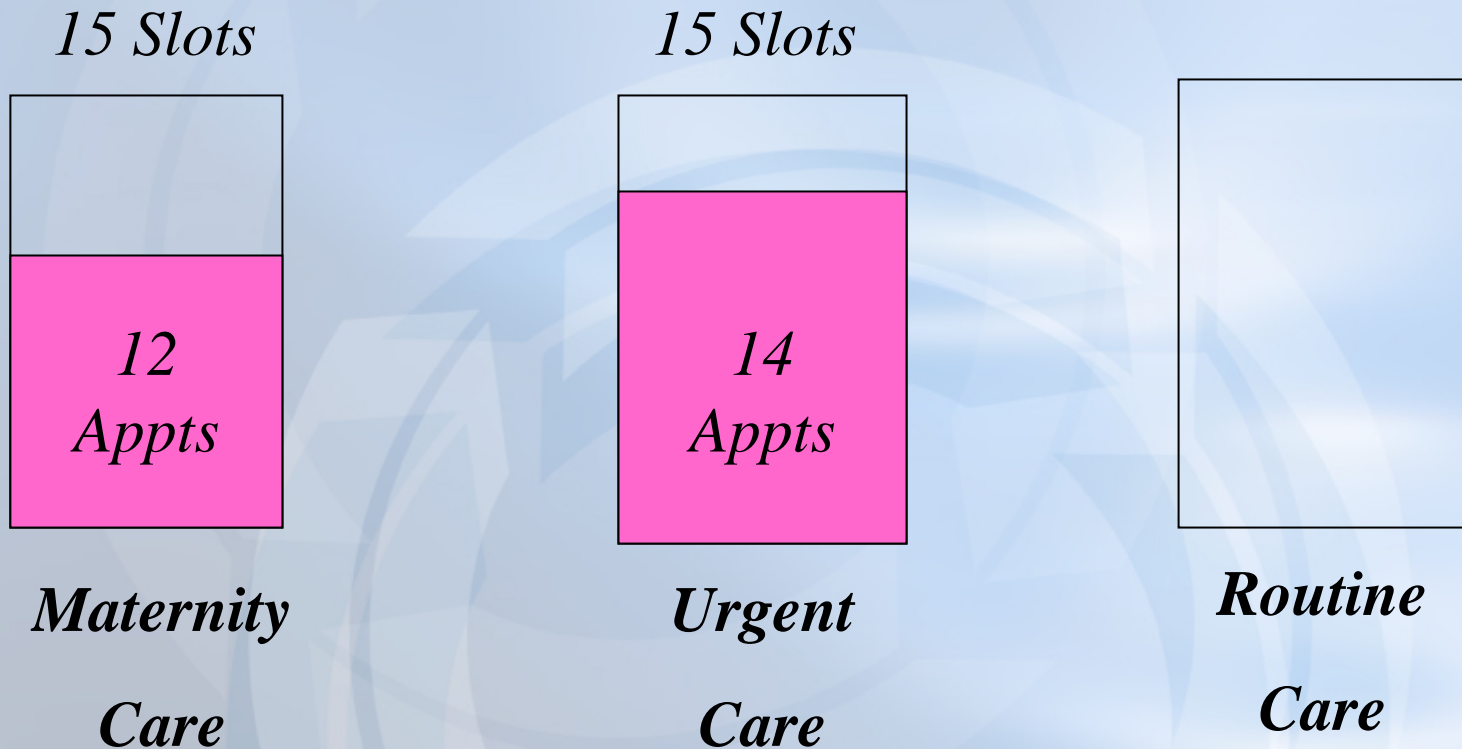 15 Slots
15 Slots
12
Appts
14
Appts
Maternity
Care
Urgent
Care
Routine
Care